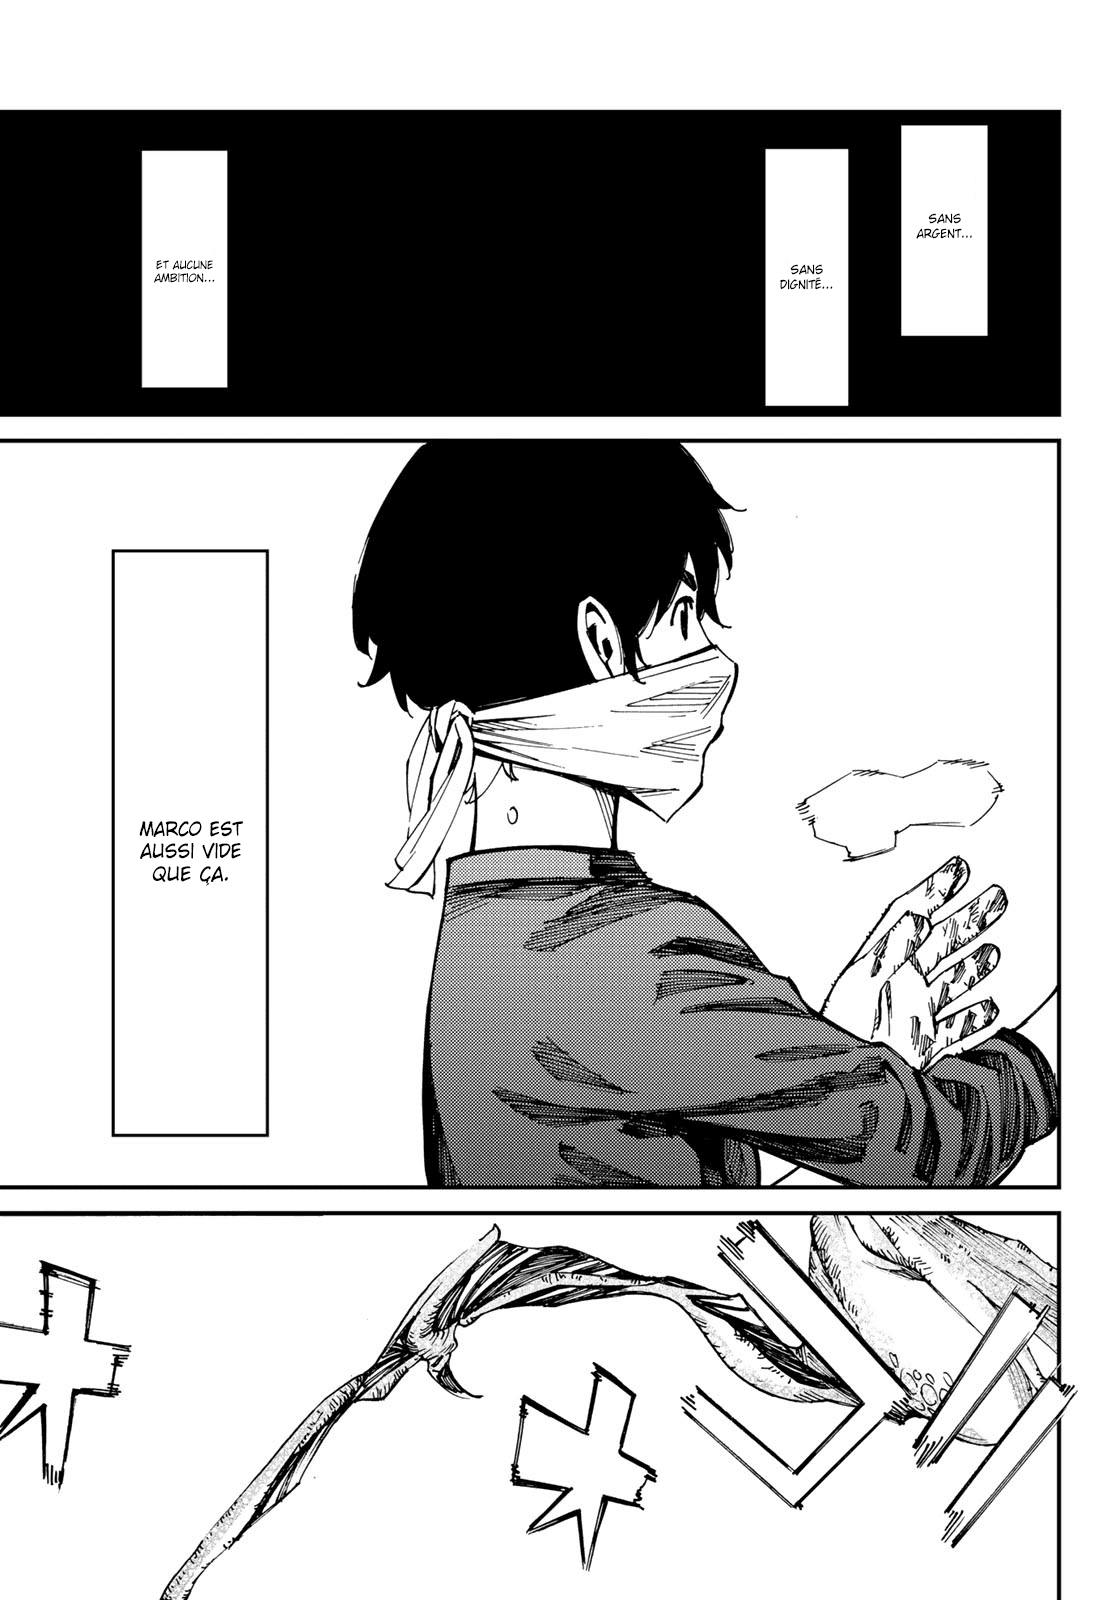 SANS
ARGENT...
SANS
DIGNITÉ...
ET AUCUNE
AMBITION...
MARCO EST
AUSSI VIDE
QUE ÇA.